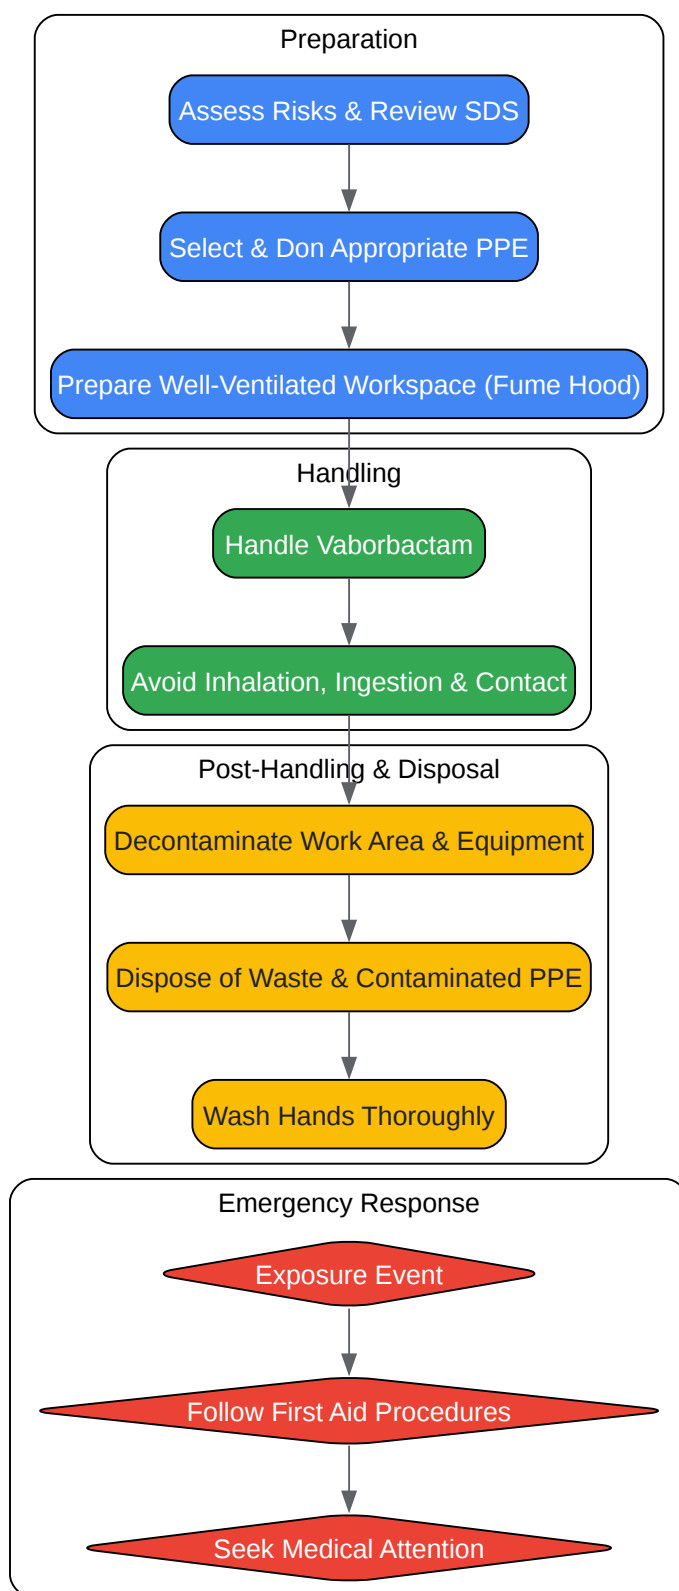 Preparation
Assess Risks & Review SDS
Select & Don Appropriate PPE
Prepare Well-Ventilated Workspace (Fume Hood)
Handling
Handle Vaborbactam
Avoid Inhalation, Ingestion & Contact
Post-Handling & Disposal
Decontaminate Work Area & Equipment
Dispose of Waste & Contaminated PPE
Wash Hands Thoroughly
Emergency Response
Exposure Event
Follow First Aid Procedures
Seek Medical Attention